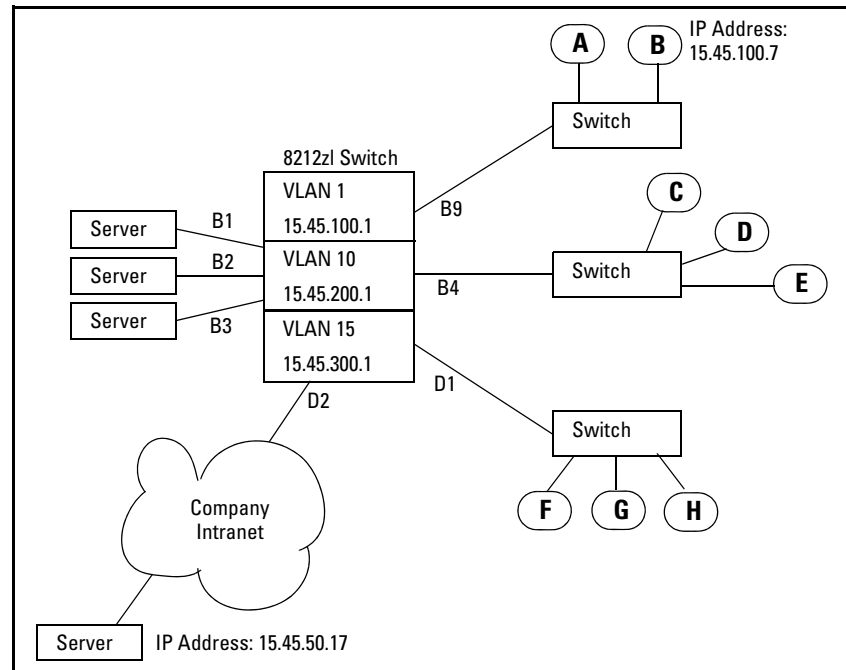 A
B
IP Address:
15.45.100.7
Switch
8212zl Switch
VLAN 1
15.45.100.1
B9
C
Server
B1
D
Server
B2
VLAN 10
15.45.200.1
B4
Switch
E
Server
B3
VLAN 15
15.45.300.1
D1
D2
Switch
Company
Intranet
F
G
H
Server
IP Address: 15.45.50.17